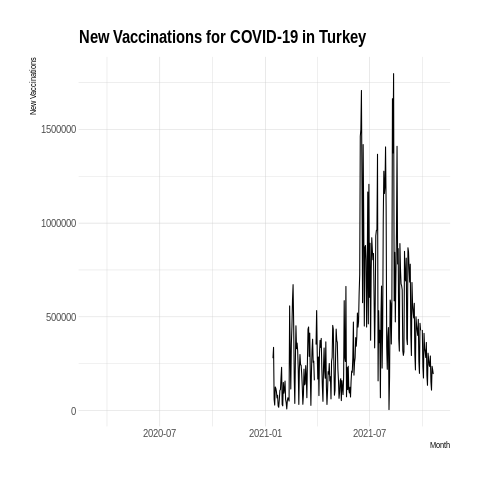 New Vaccinations for COVID-19 in Turkey
New Vaccinations
1500000
1000000
500000
0
2020-07
2021-01
2021-07
Month